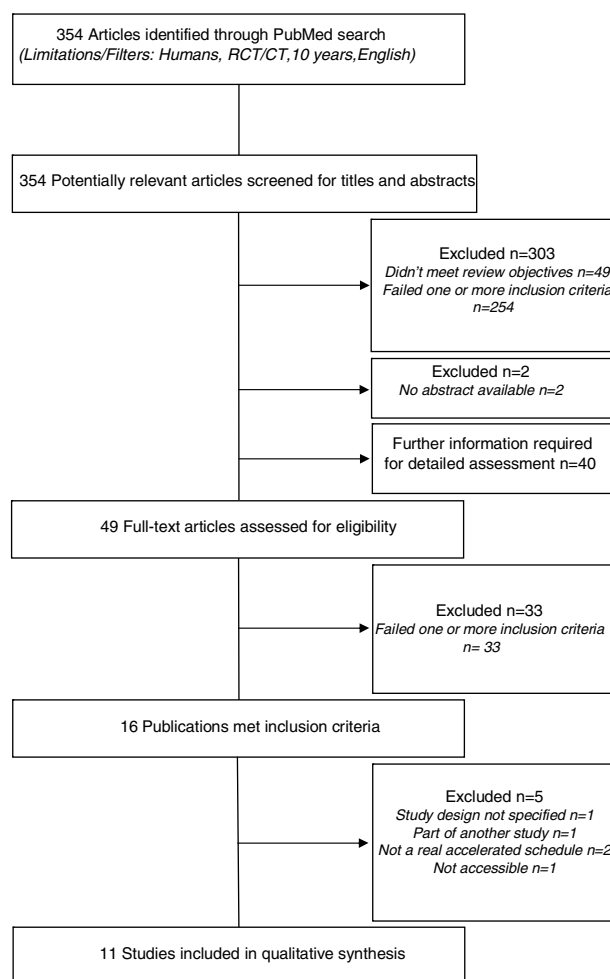 354 Articles identified through PubMed search
(Limitations/Filters: Humans, RCT/CT,10 years,English)
354 Potentially relevant articles screened for titles and abstracts
Excluded n=303
Didn't meet review objectives n=49
Failed one or more inclusion criteria
n=254
Excluded n=2
No abstract available n=2
Further information required
for detailed assessment n=40
49 Full-text articles assessed for eligibility
Excluded n=33
Failed one or more inclusion criteria
n= 33
16 Publications met inclusion criteria
Excluded n=5
Study design not specified n=1
Part of another study n=1
Not a real accelerated schedule n=2
Not accessible n=1
11 Studies included in qualitative synthesis